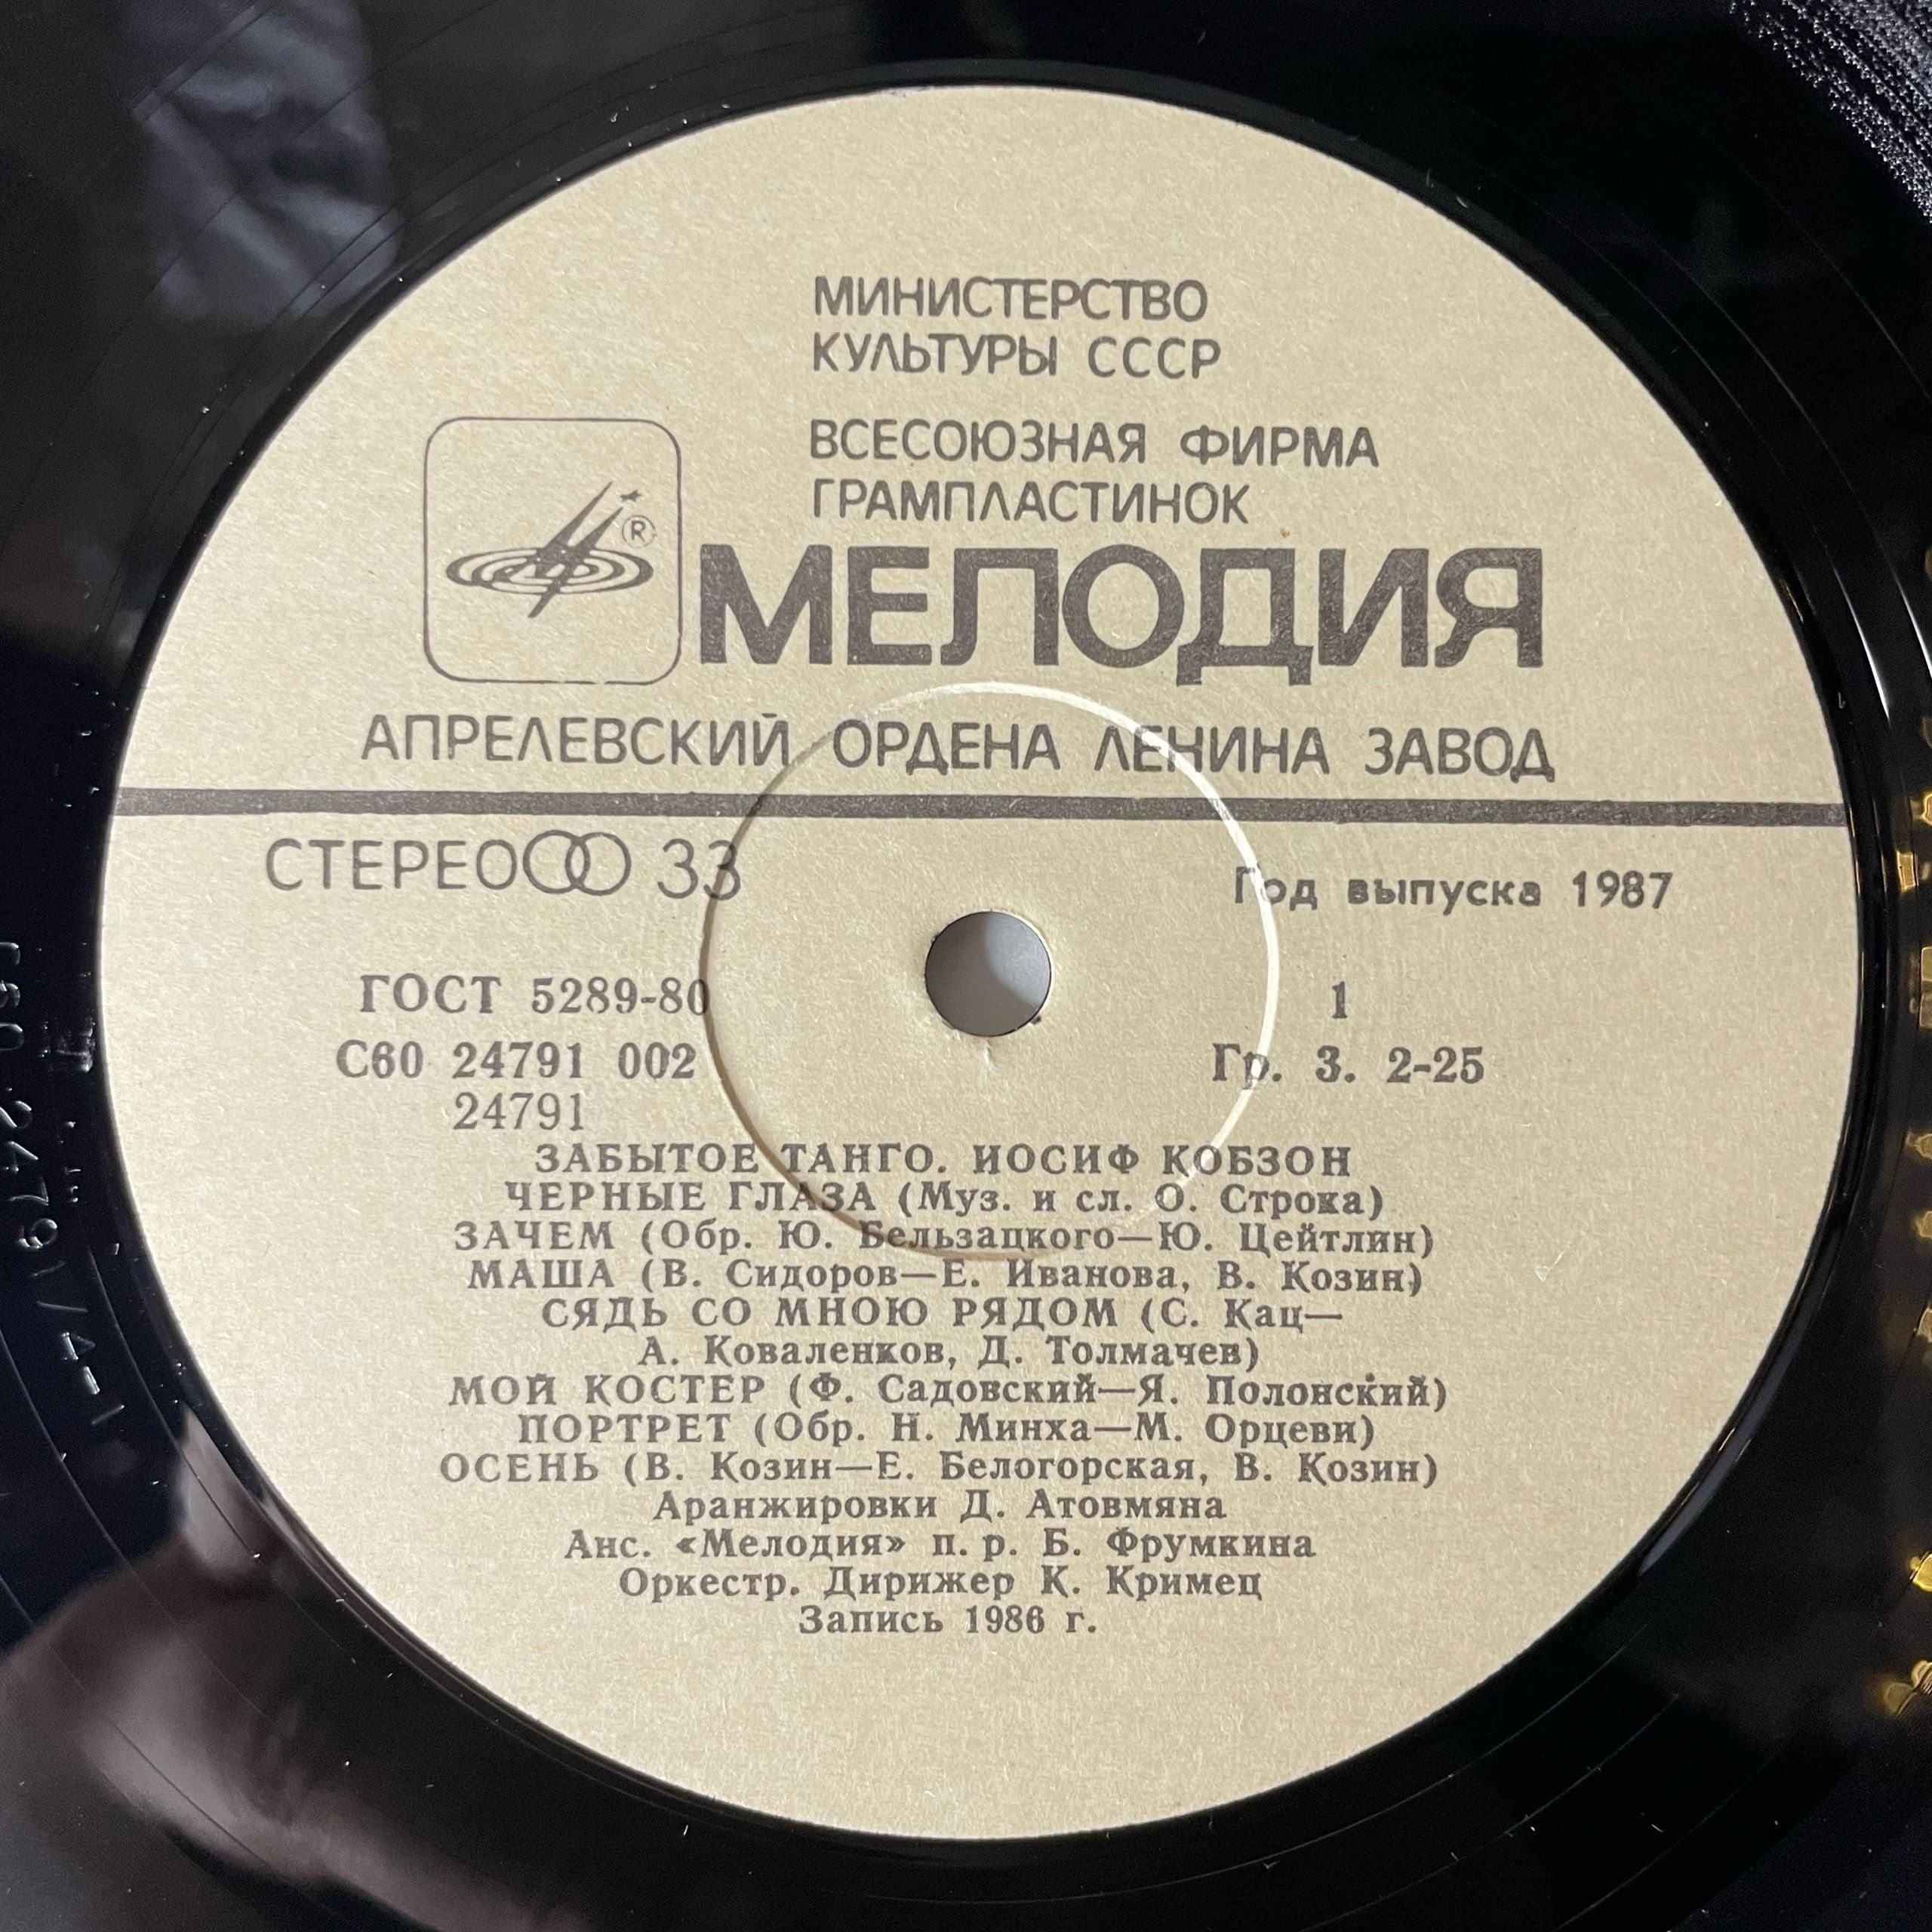 МИНИСТЕРСТВО
КУЛЬТУРЫ СССР
ВСЕСОЮЗНАЯ ФИРМА
ГРАМПЛАСТИНОК
®
МЕЛОДИЯ
АПРЕЛЕВСКИЙ ОРДЕНА ЛЕНИНА ЗАВОД
СТЕРЕО 33
Год выпуска 1987
ГОСТ 5289-80
1
С60 24791 002
Гр. 3. 2-25
24791
ЗАБЫТОЕ ТАНГО. ИОСИФ КОБЗОН
ЧЕРНЫЕ ГЛАЗА (Муз. и сл. О. Строка)
ЗАЧЕМ (Обр. Ю. Бельзацкого—Ю. Цейтлин)
МАША (В. Сидоров—Е. Иванова, В. Козин)
СЯДЬ СО МНОЮ РЯДОМ (С. Кац—
А. Коваленков, Д. Толмачев)
МОЙ КОСТЕР (Ф. Садовский—Я. Полонский)
ПОРТРЕТ (Обр. Н. Минха—М. Орцеви)
ОСЕНЬ (В. Козин—Е. Белогорская, В. Козин)
Аранжировки Д. Атовмяна
Анс. «Мелодия» п. р. Б. Фрумкина
Оркестр. Дирижер К. Кримец
Запись 1986 г.